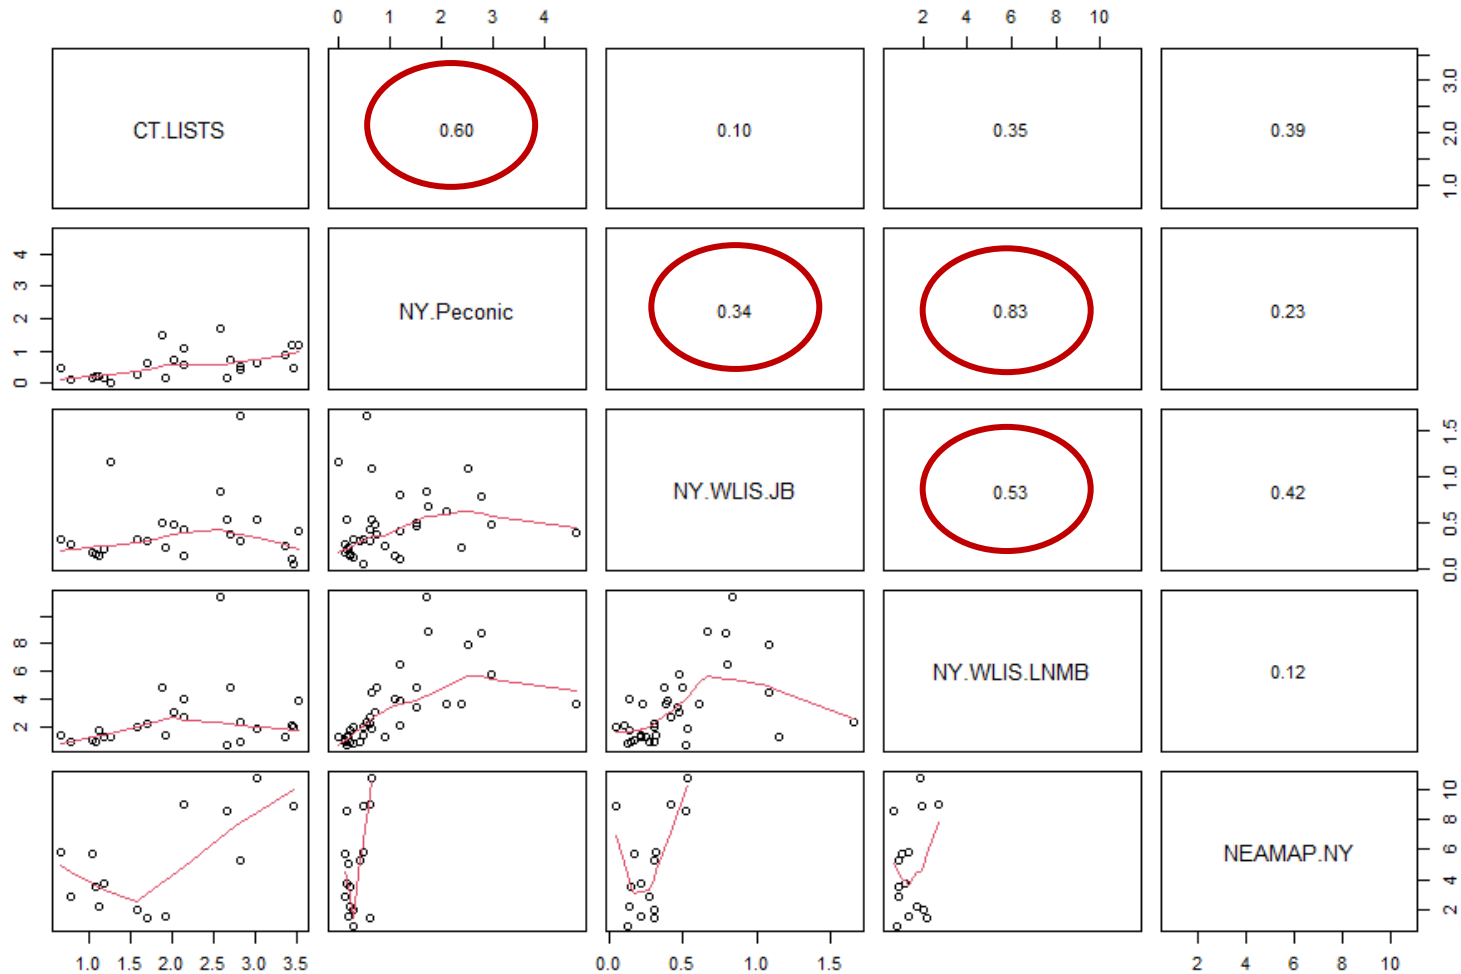 0 1 2 3 4 2 4 6 8 10
CT.LISTS 0.60 0.10 0.35 0.39 1.0 2.0 3.0
0 1 2 3 4 NY.Peconic 0.34 0.83 0.23
NY.WLIS.JB 0.53 0.42 0.0 0.5 1.0 1.5
2 4 6 8 NY.WLIS.LNMB 0.12
NEAMAP.NY 2 4 6 8 10
1.0 1.5 2.0 2.5 3.0 3.5 0.0 0.5 1.0 1.5 2 4 6 8 10